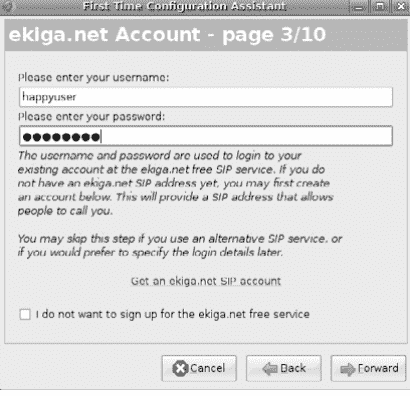 First Time Configuration Assistant
ekiga.net Account - page 3/10
Please enter your username:
happyuser
Please enter your password:
The username and password are used to login to your
existing account at the ekiga.net free SIP service. If you do
not have an ekiga.net SIP address yet, you may first create
an account below. This will provide a SIP address that allows
people to call you.
You may skip this step if you use an alternative SIP service, or
if you would prefer to specify the login details later.
Get an ekiga.net SIP account
I do not want to sign up for the ekiga.net free service
Cancel
Back
Forward